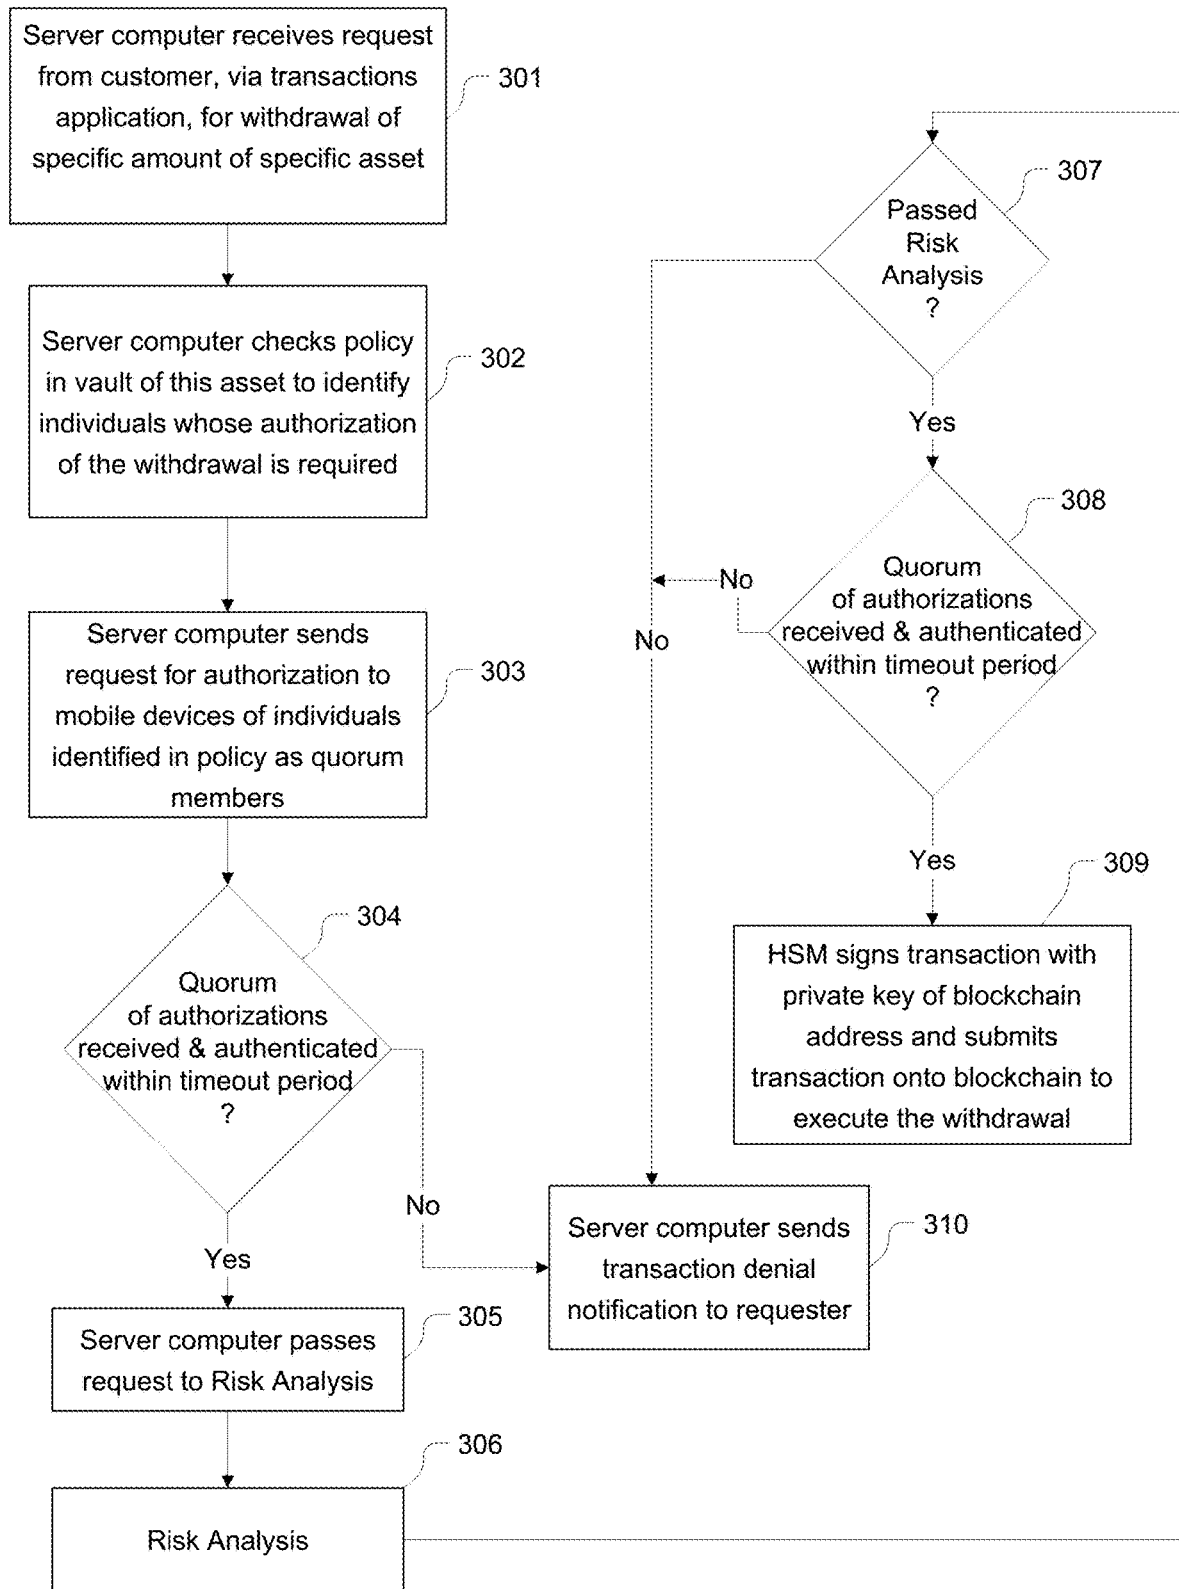 Server computer receives request
from customer, via transactions
application, for withdrawal of
specific amount of specific asset
301
Server computer checks policy
in vault of this asset to identify
individuals whose authorization
of the withdrawal is required
302
Server computer sends
request for authorization to
mobile devices of individuals
identified in policy as quorum
members
303
304
Quorum
of authorizations
received & authenticated
within timeout period
?
No
Yes
Server computer passes
request to Risk Analysis
305
306
Risk Analysis
307
Passed
Risk
Analysis
?
No
Yes
308
Quorum
of authorizations
received & authenticated
within timeout period
?
No
Yes
309
HSM signs transaction with
private key of blockchain
address and submits
transaction onto blockchain to
execute the withdrawal
Server computer sends
transaction denial
notification to requester
310